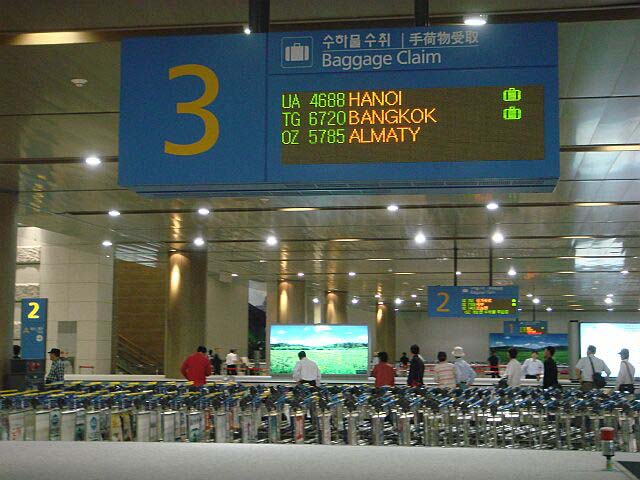 3
수하물수취 | 手荷物受取
Baggage Claim
UA 4688 HANOI
TG 6720 BANGKOK
OZ 5785 ALMATY
2
2
1